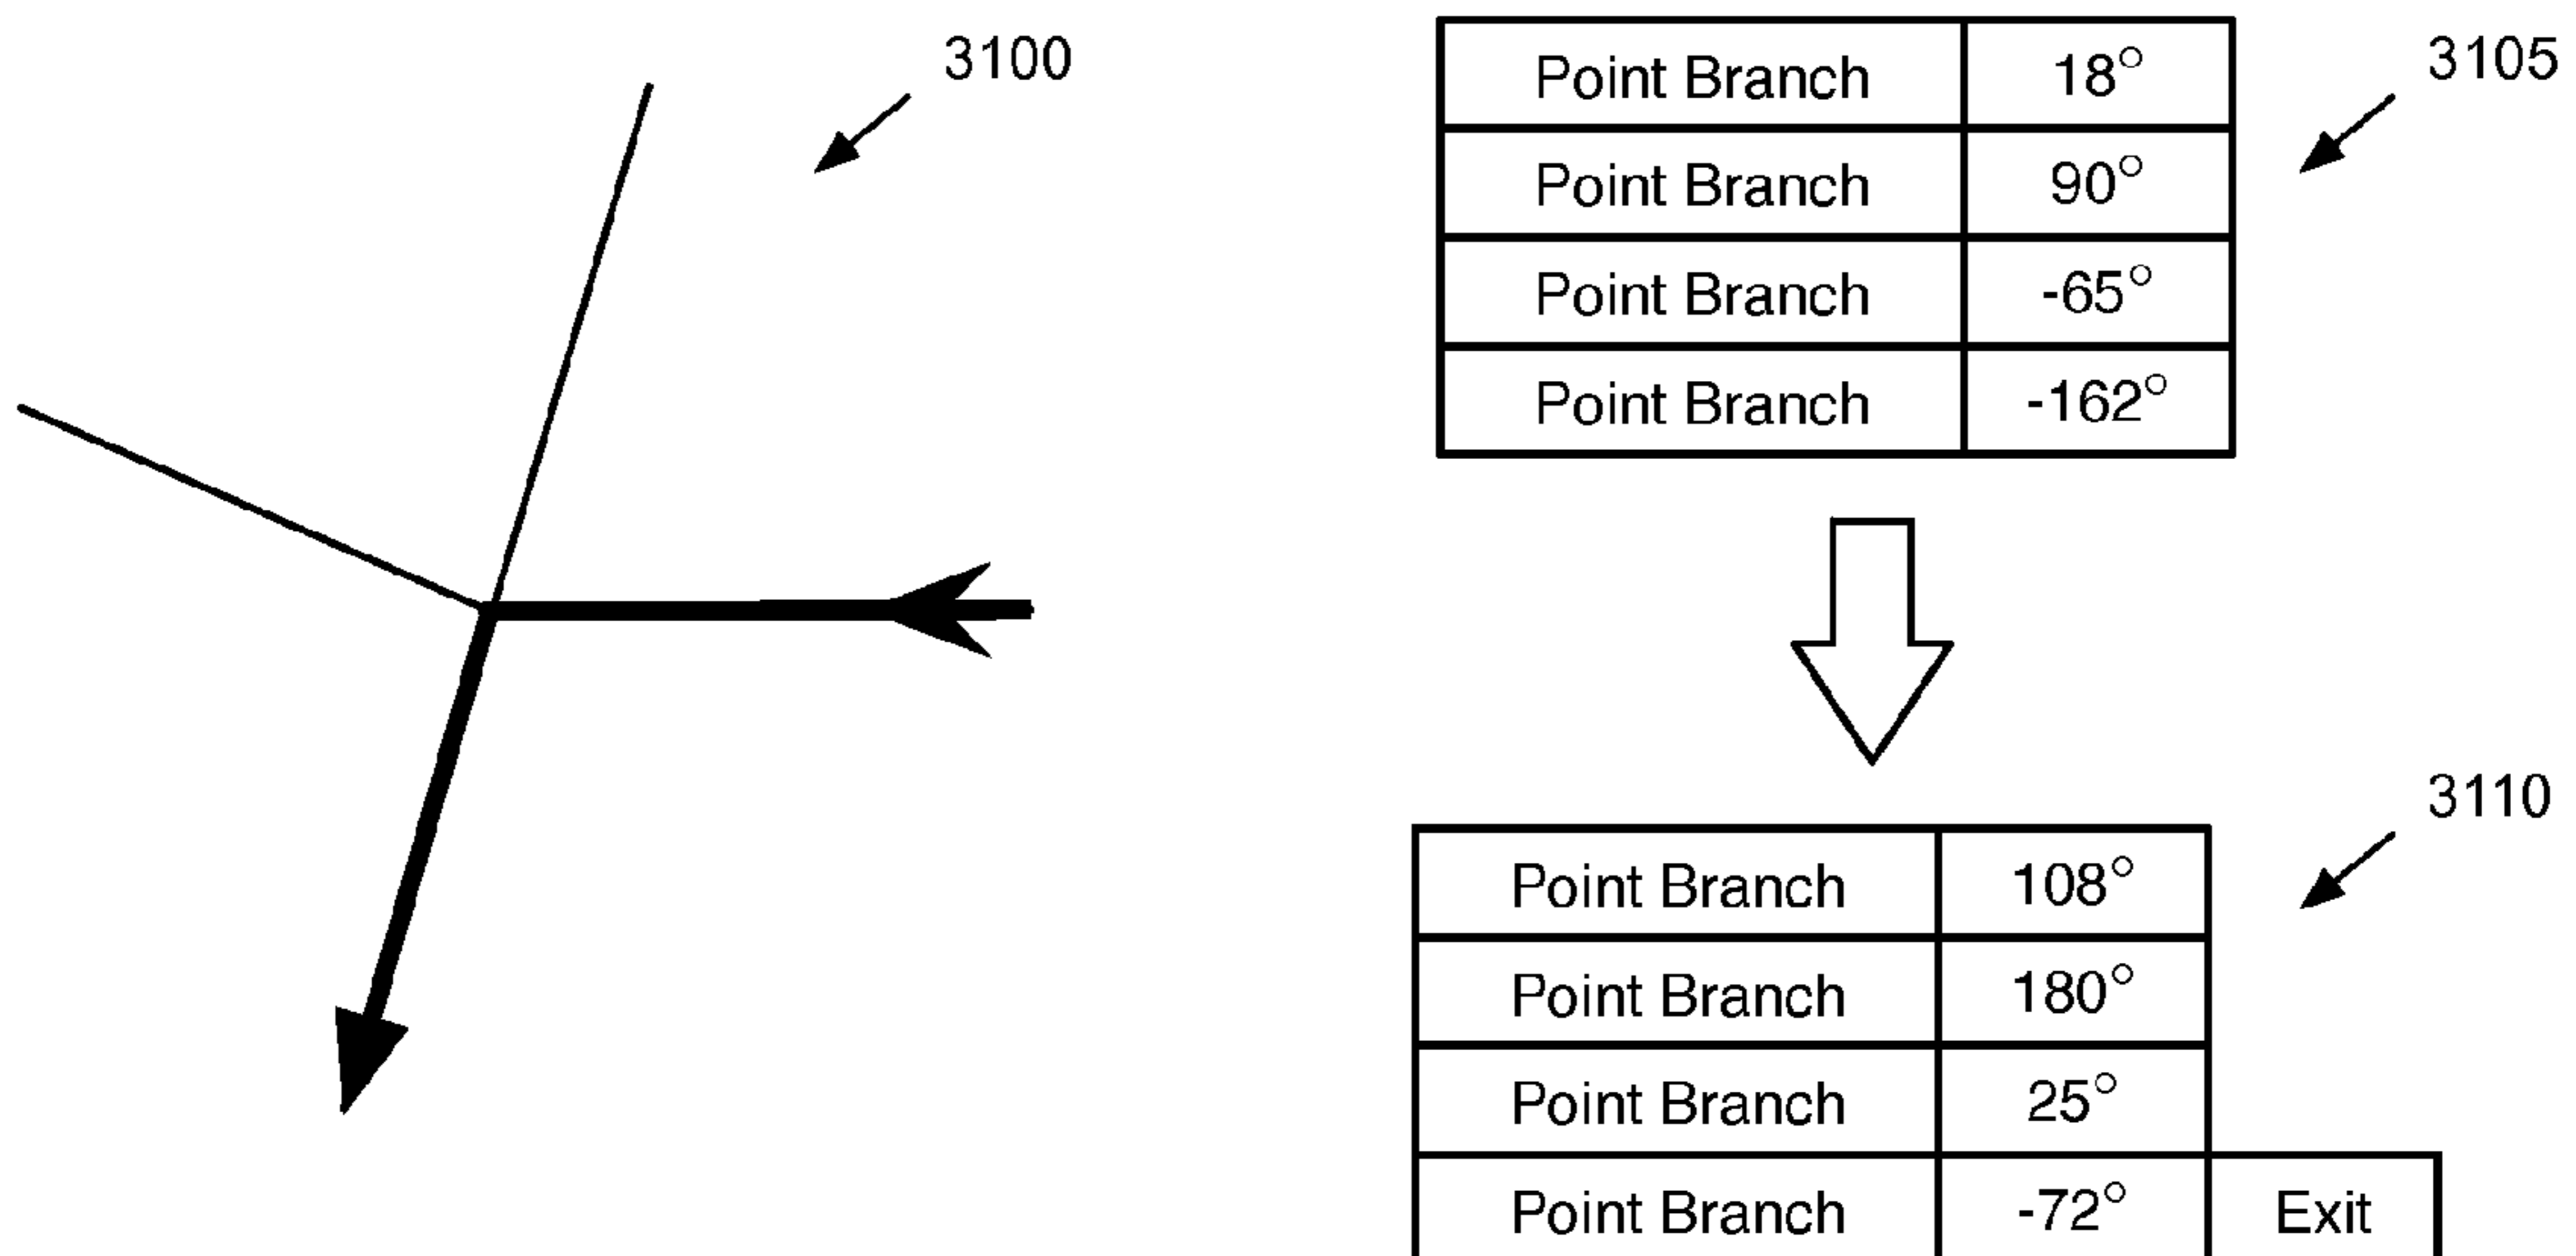 3100
Point Branch 18°
3105
Point Branch 90°
Point Branch -65°
Point Branch -162°
3110
Point Branch 108°
Point Branch 180°
Point Branch 25°
Point Branch -72° Exit